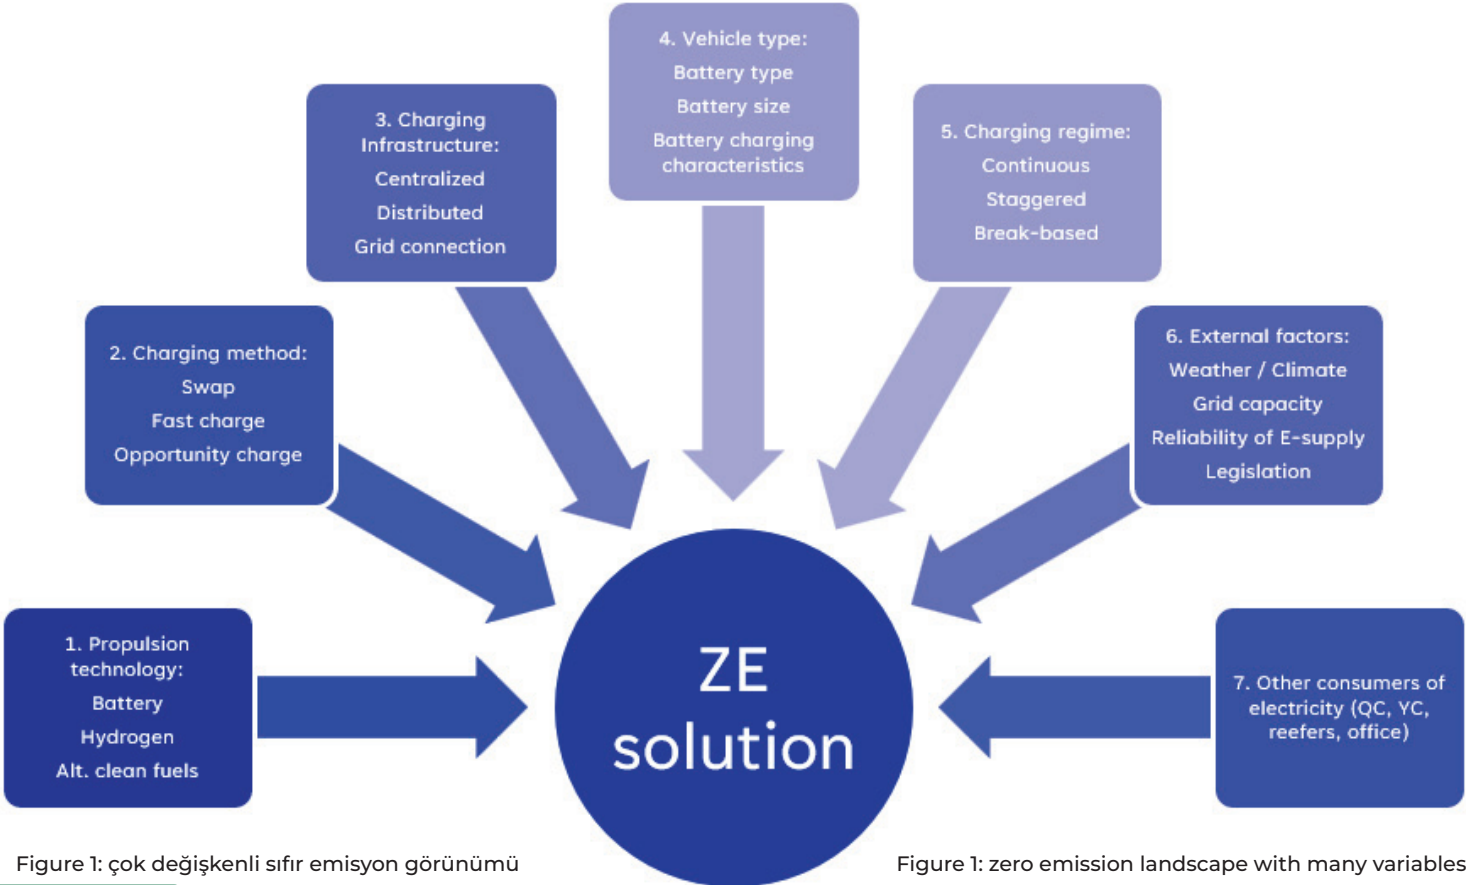 1. Propulsion
technology:
Battery
Hydrogen
Alt. clean fuels
2. Charging method:
Swap
Fast charge
Opportunity charge
3. Charging
Infrastructure:
Centralized
Distributed
Grid connection
4. Vehicle type:
Battery type
Battery size
Battery charging
characteristics
5. Charging regime:
Continuous
Staggered
Break-based
6. External factors:
Weather / Climate
Grid capacity
Reliability of E-supply
Legislation
7. Other consumers of
electricity (QC, YC,
reefers, office)
ZE
solution
Figure 1: çok değişkenli sıfır emisyon görünümü
Figure 1: zero emission landscape with many variables